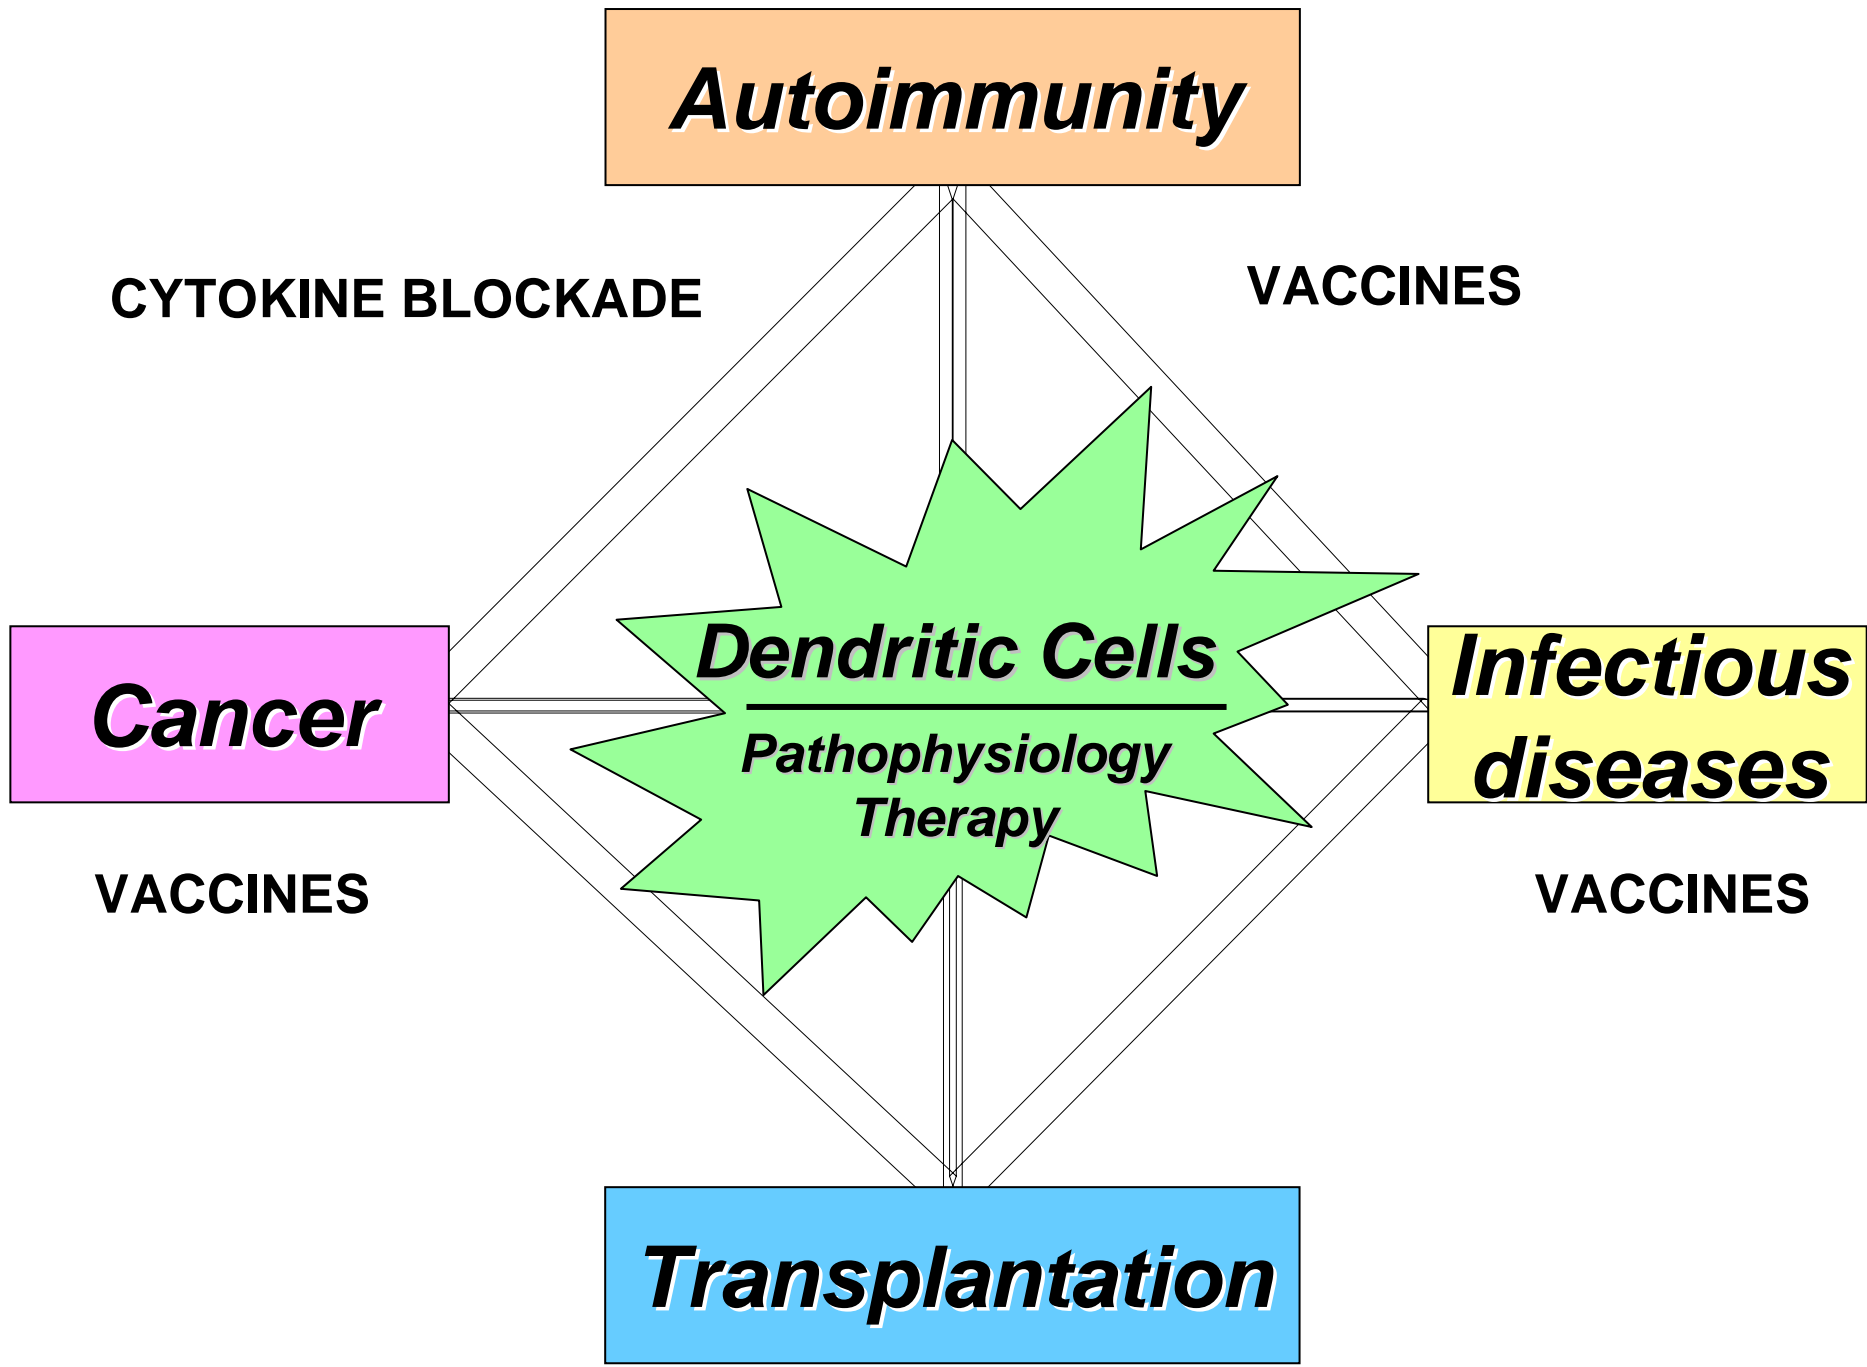 Autoimmunity
CYTOKINE BLOCKADE
VACCINES
Dendritic Cells
Pathophysiology
Therapy
Cancer
Infectious
diseases
VACCINES
VACCINES
Transplantation